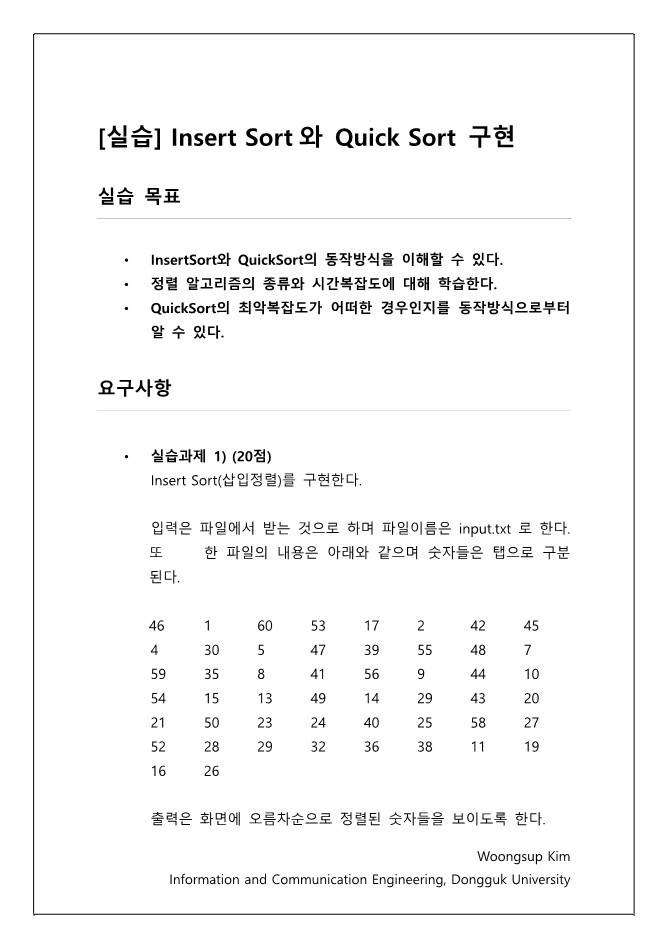 [실습] Insert Sort와 Quick Sort 구현
실습 목표
• InsertSort와 QuickSort의 동작방식을 이해할 수 있다.
• 정렬 알고리즘의 종류와 시간복잡도에 대해 학습한다.
• QuickSort의 최악복잡도가 어떠한 경우인지를 동작방식으로부터
알 수 있다.
요구사항
• 실습과제 1) (20점)
Insert Sort(삽입정렬)를 구현한다.
입력은 파일에서 받는 것으로 하며 파일이름은 input.txt 로 한다.
또 한 파일의 내용은 아래와 같으며 숫자들은 탭으로 구분
된다.
46 1 60 53 17 2 42 45
4 30 5 47 39 55 48 7
59 35 8 41 56 9 44 10
54 15 13 49 14 29 43 20
21 50 23 24 40 25 58 27
52 28 29 32 36 38 11 19
16 26
출력은 화면에 오름차순으로 정렬된 숫자들을 보이도록 한다.
Woongsup Kim
Information and Communication Engineering, Dongguk University